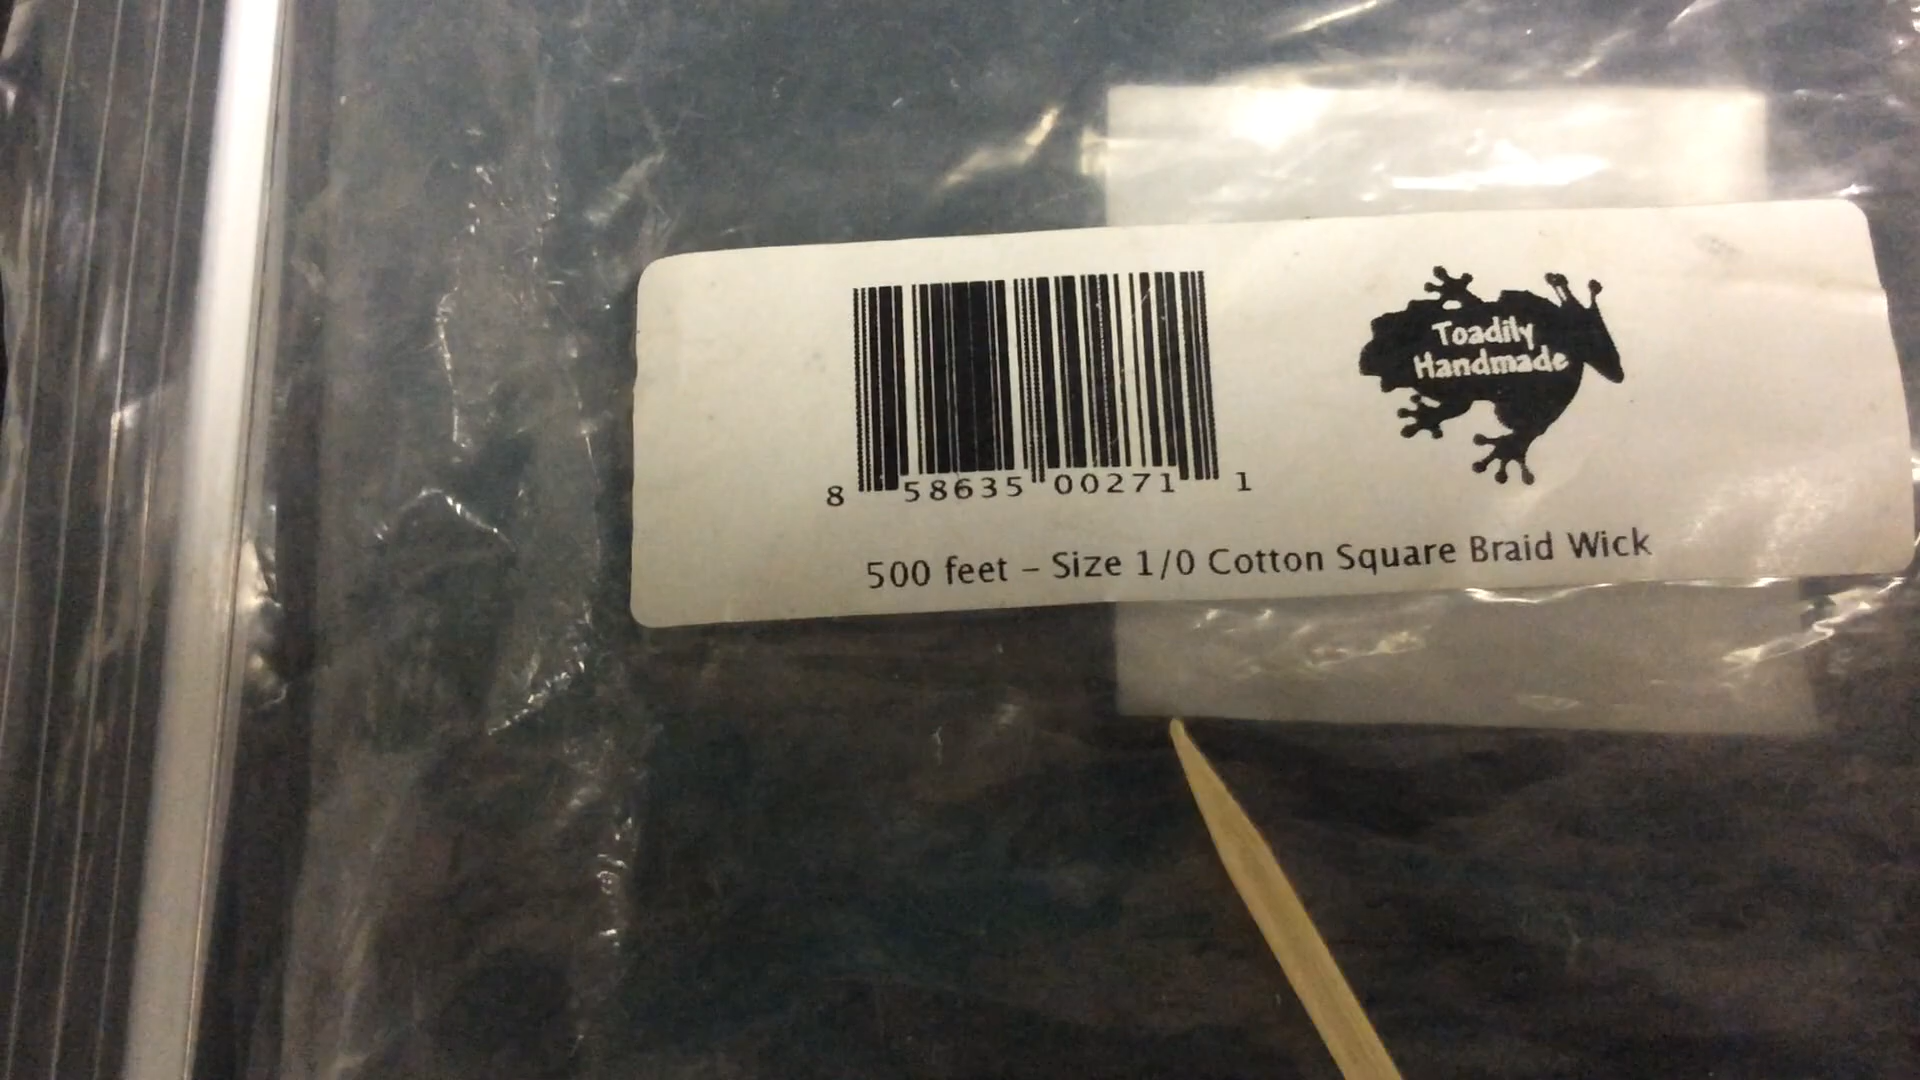 Toadily
Handmade
8 58635 00271 1
500 feet – Size 1/0 Cotton Square Braid Wick